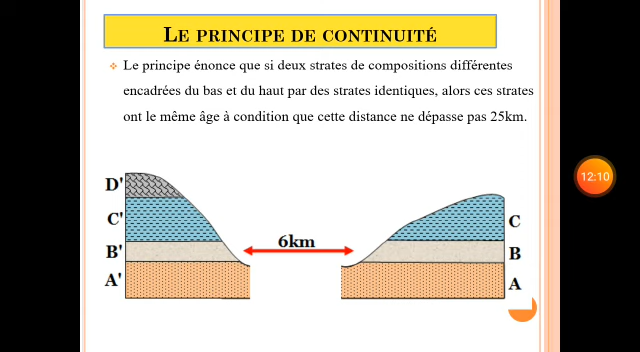 LE PRINCIPE DE CONTINUITÉ
Le principe énonce que si deux strates de compositions différentes
encadrées du bas et du haut par des strates identiques, alors ces strates
ont le même âge à condition que cette distance ne dépasse pas 25km.
D'
C'
B'
A'
6km
C
B
A
12:10